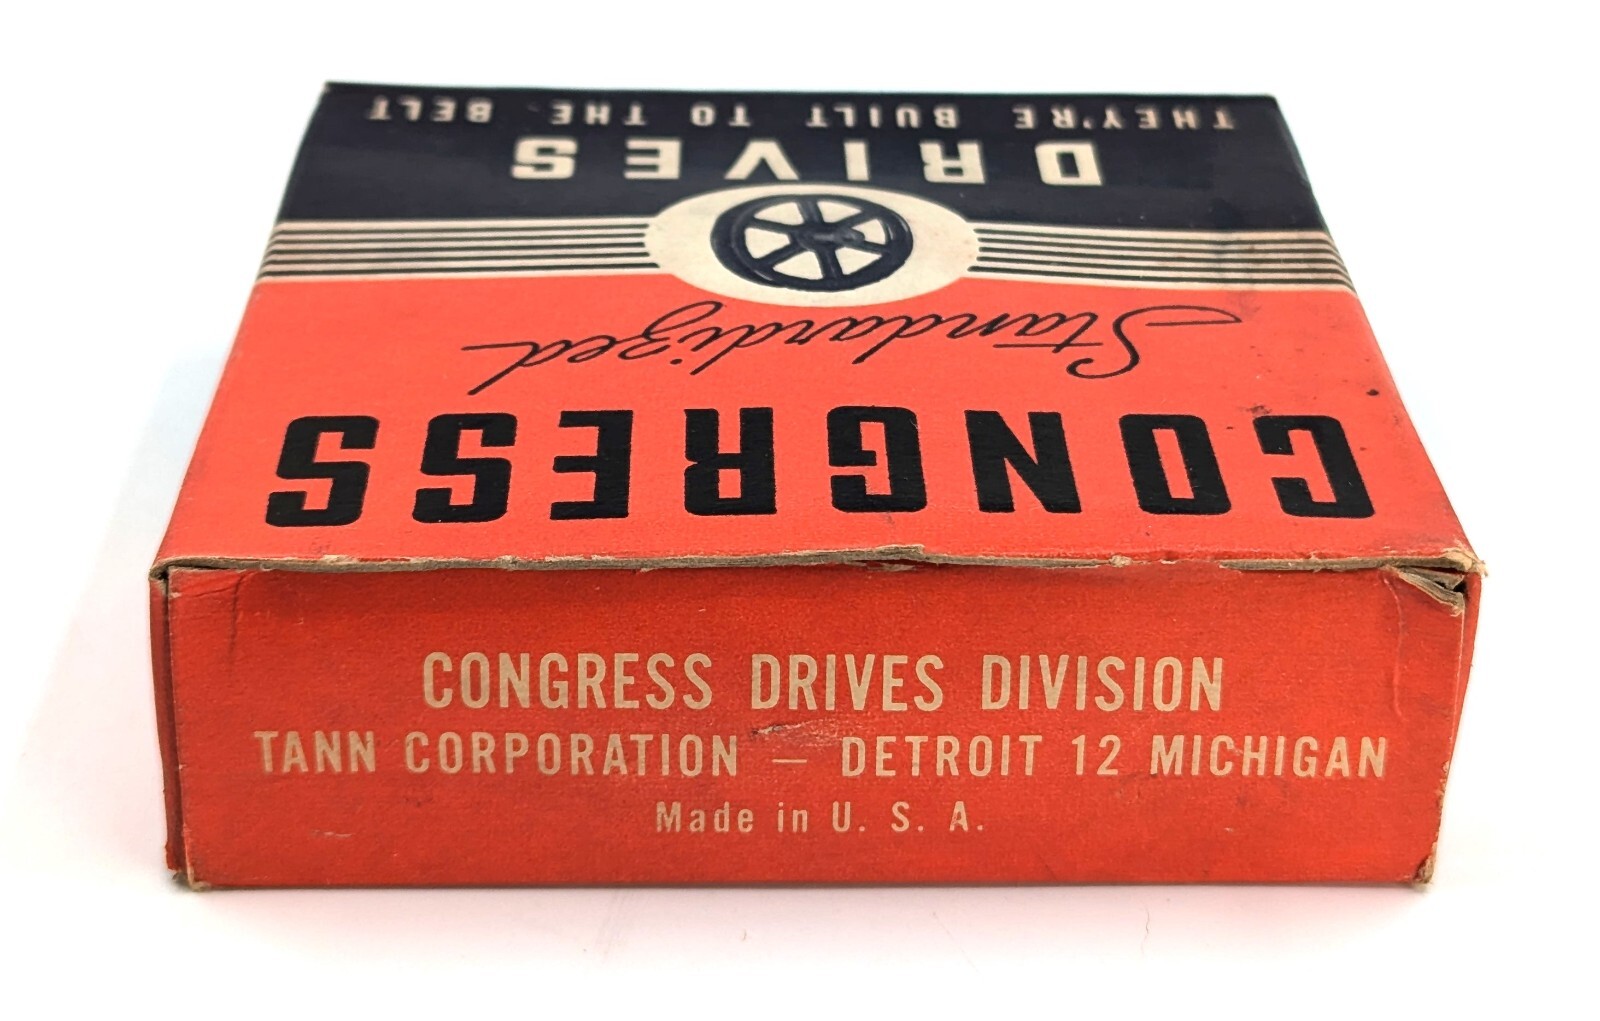 CONGRESS
Standardized
DRIVES
THEY'RE BUILT TO THE BELT
CONGRESS DRIVES DIVISION
TANN CORPORATION — DETROIT 12 MICHIGAN
Made in U. S. A.